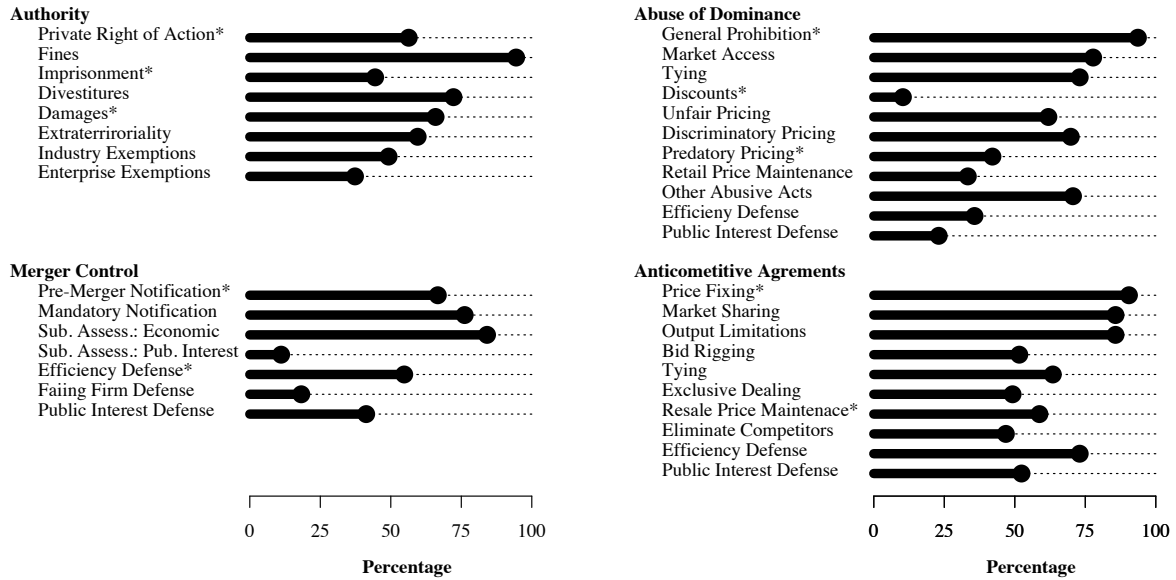 Authority
Private Right of Action*
Fines
Imprisonment*
Divestitures
Damages*
Extraterriroriality
Industry Exemptions
Enterprise Exemptions
Merger Control
Pre-Merger Notification*
Mandatory Notification
Sub. Assess.: Economic
Sub. Assess.: Pub. Interest
Efficiency Defense*
Faiing Firm Defense
Public Interest Defense
0 25 50 75 100
Percentage
Abuse of Dominance
General Prohibition*
Market Access
Tying
Discounts*
Unfair Pricing
Discriminatory Pricing
Predatory Pricing*
Retail Price Maintenance
Other Abusive Acts
Efficieny Defense
Public Interest Defense
Anticometitive Agrements
Price Fixing*
Market Sharing
Output Limitations
Bid Rigging
Tying
Exclusive Dealing
Resale Price Maintenace*
Eliminate Competitors
Efficiency Defense
Public Interest Defense
0 25 50 75 100
Percentage